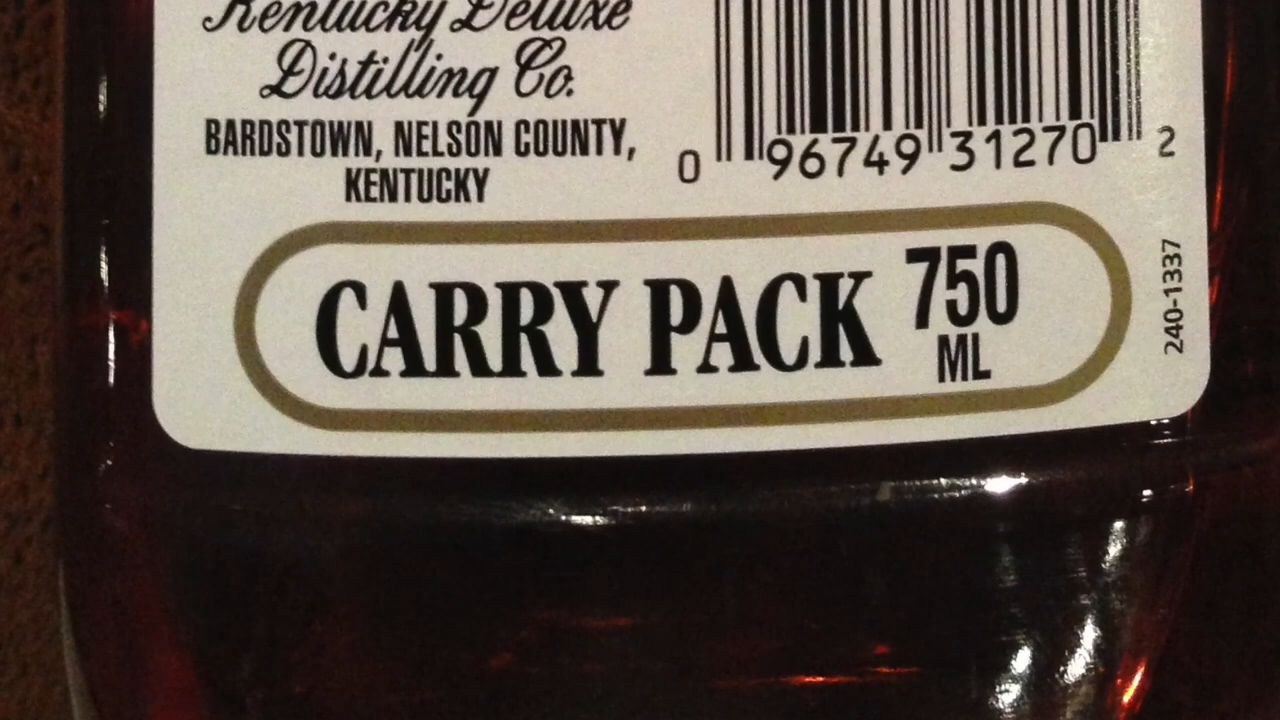 Kentucky Deluxe
Distilling Co.
BARDSTOWN, NELSON COUNTY,
KENTUCKY
0 96749 31270 2
CARRY PACK 750
ML
240-1337